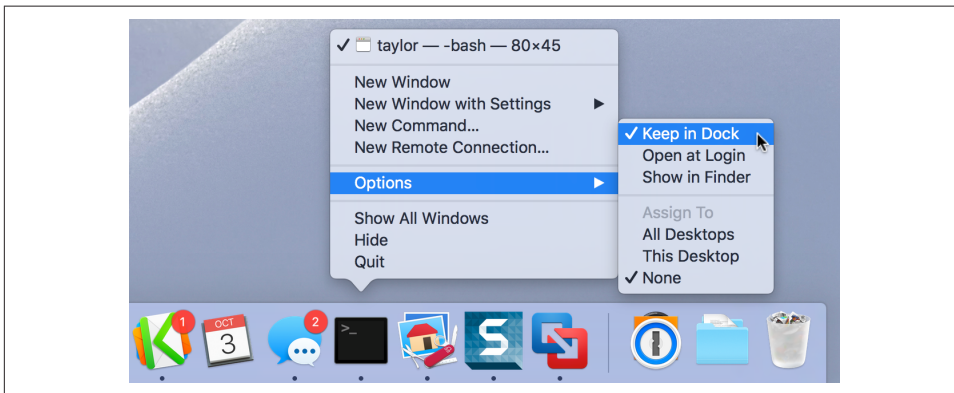 ✓ taylor — -bash — 80×45
New Window
New Window with Settings ▶
New Command...
New Remote Connection...
Options ▶
Show All Windows
Hide
Quit
✓ Keep in Dock
Open at Login
Show in Finder
Assign To
All Desktops
This Desktop
✓ None
1
OCT
3
2
>_
S